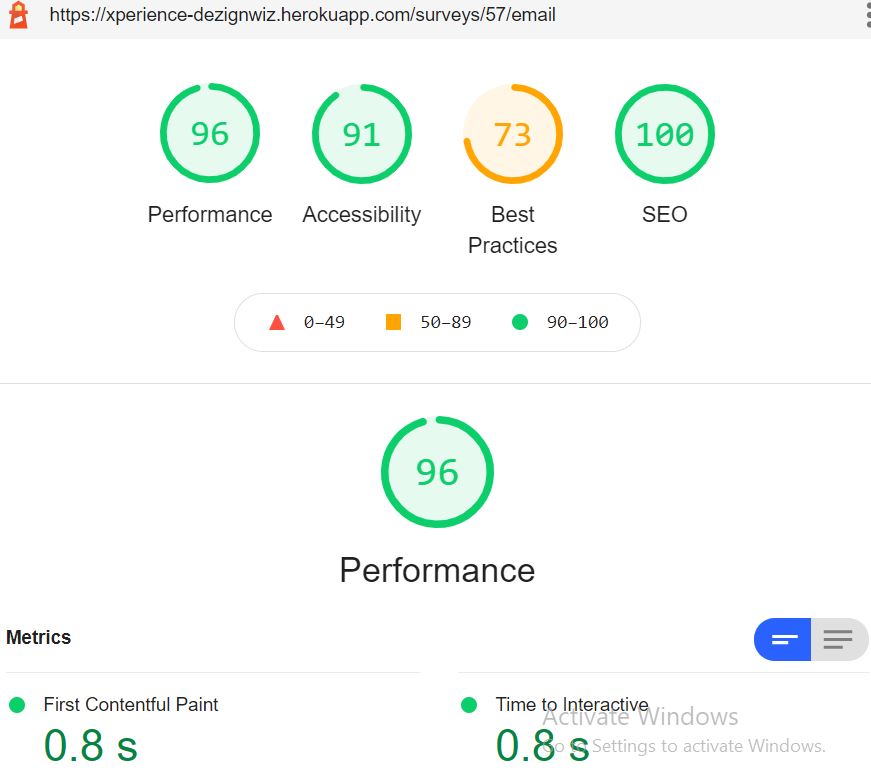 https://xperience-dezignwiz.herokuapp.com/surveys/57/email
96 91 73 100
Performance Accessibility Best Practices SEO
0–49 50–89 90–100
96
Performance
Metrics
First Contentful Paint Time to Interactive
0.8 s 0.8 s
Activate Windows
Go to Settings to activate Windows.